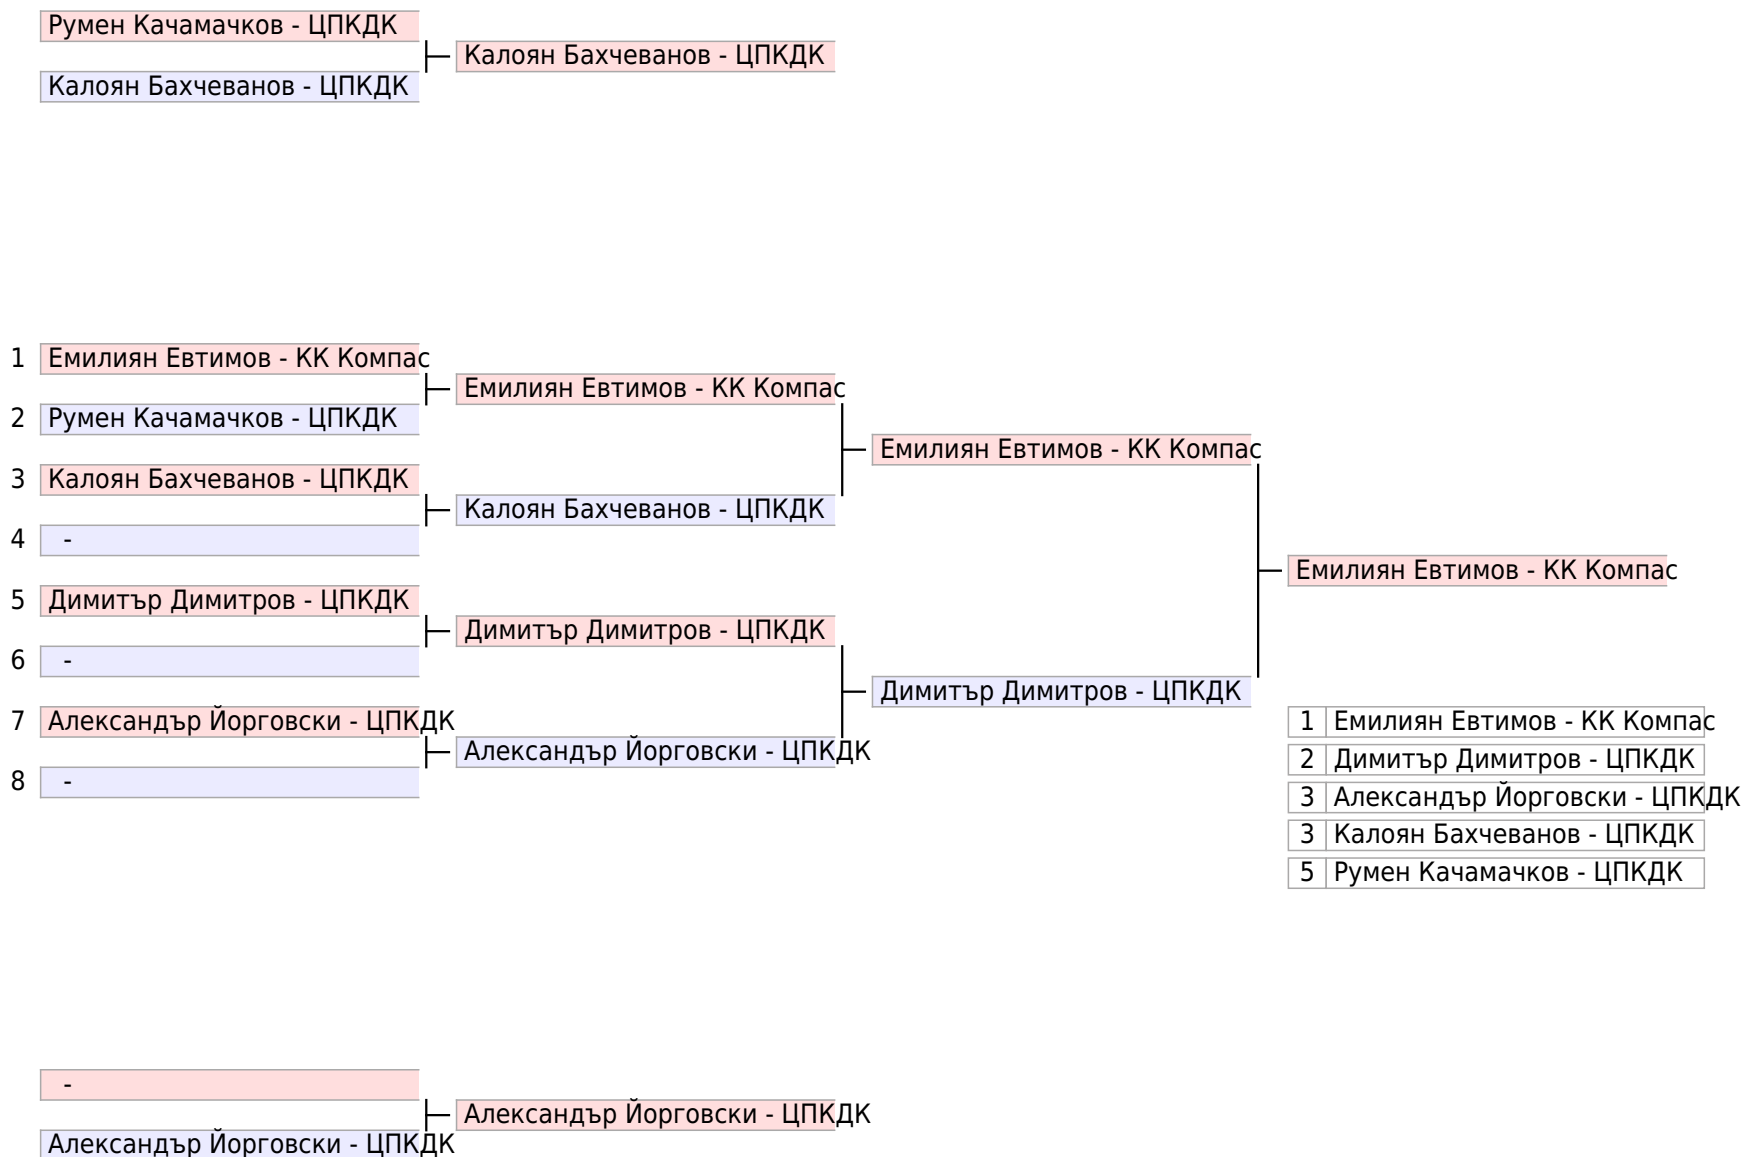 Румен Качамачков - ЦПКДК
Калоян Бахчеванов - ЦПКДК
Калоян Бахчеванов - ЦПКДК
1 Емилиян Евтимов - КК Компас
Емилиян Евтимов - КК Компас
2 Румен Качамачков - ЦПКДК
Емилиян Евтимов - КК Компас
3 Калоян Бахчеванов - ЦПКДК
Калоян Бахчеванов - ЦПКДК
4 -
Емилиян Евтимов - КК Компас
5 Димитър Димитров - ЦПКДК
Димитър Димитров - ЦПКДК
6 -
Димитър Димитров - ЦПКДК
7 Александър Йорговски - ЦПКДК
Александър Йорговски - ЦПКДК
8 -
1 Емилиян Евтимов - КК Компас
2 Димитър Димитров - ЦПКДК
3 Александър Йорговски - ЦПКДК
3 Калоян Бахчеванов - ЦПКДК
5 Румен Качамачков - ЦПКДК
-
Александър Йорговски - ЦПКДК
Александър Йорговски - ЦПКДК